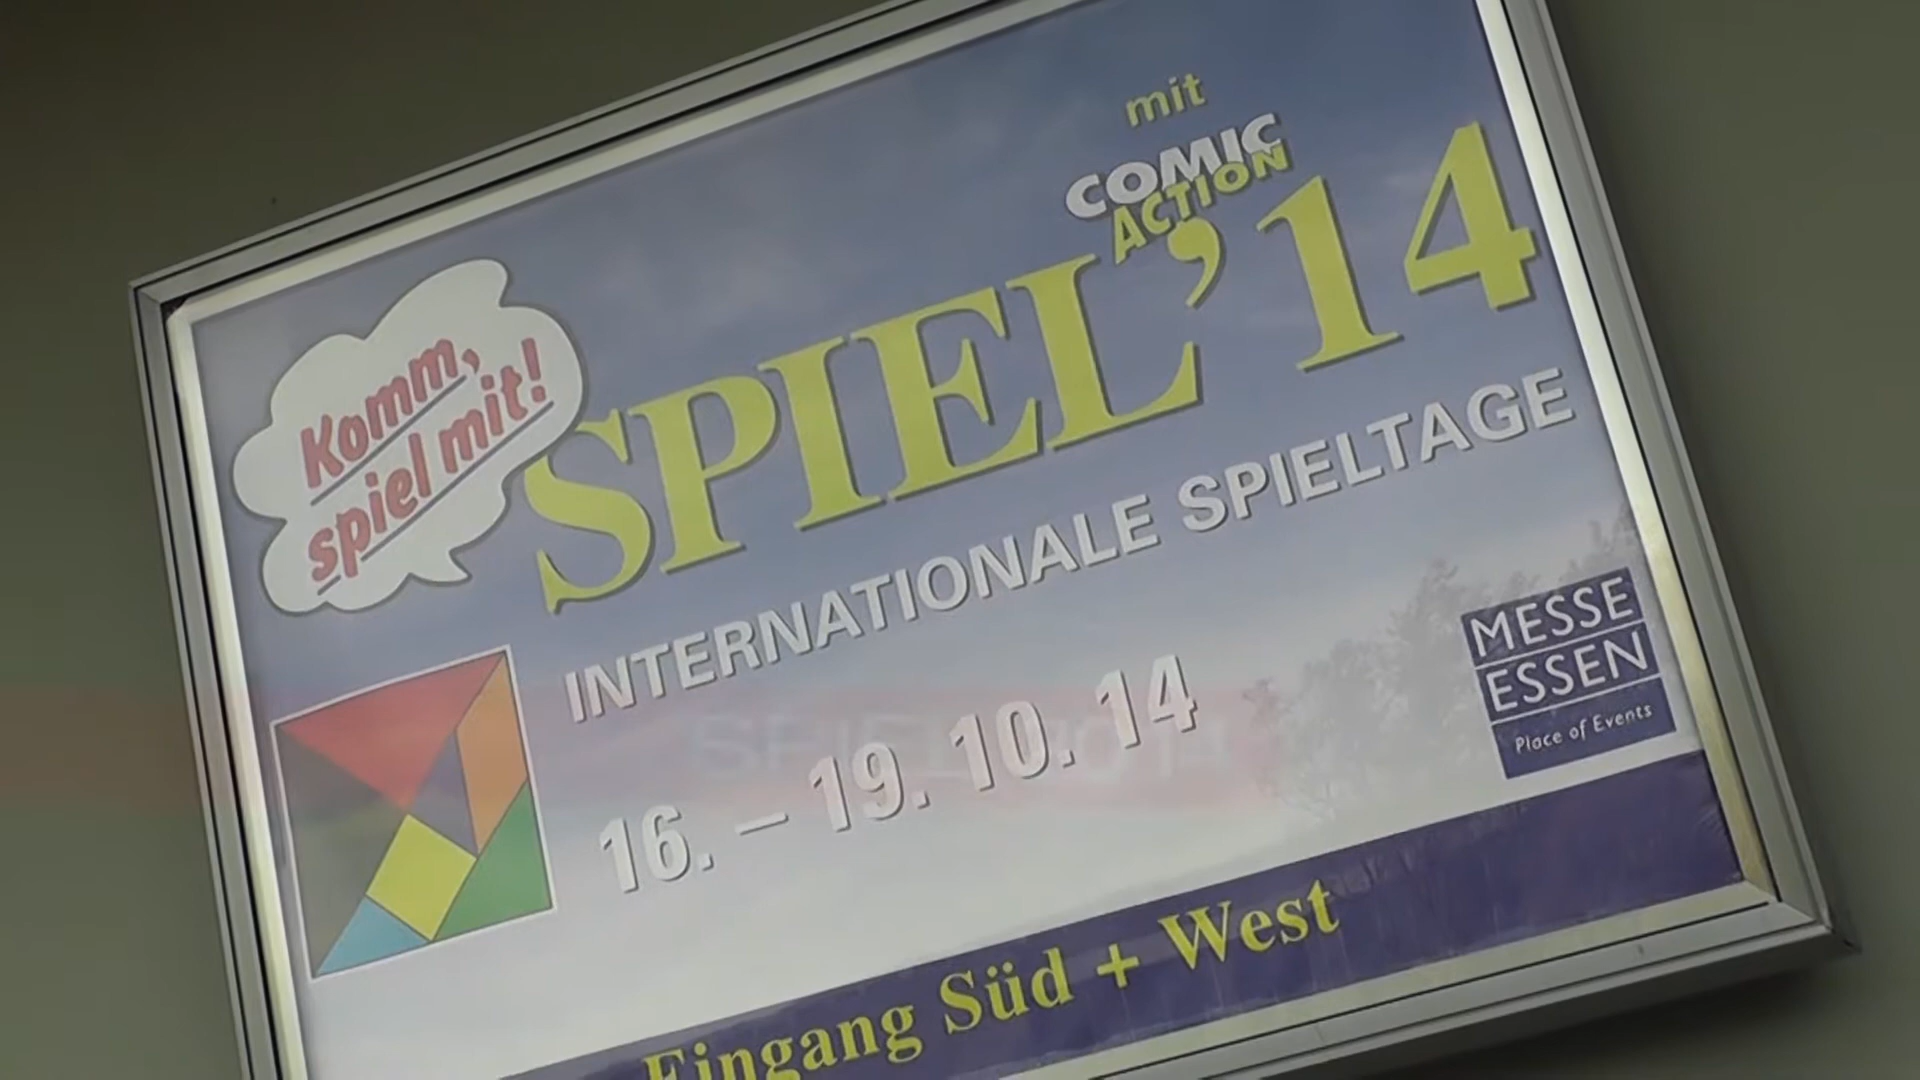 mit
COMIC
ACTION
Komm,
spiel mit!
SPIEL'14
INTERNATIONALE SPIELTAGE
16. – 19. 10. 14
MESSE
ESSEN
Place of Events
Eingang Süd + West